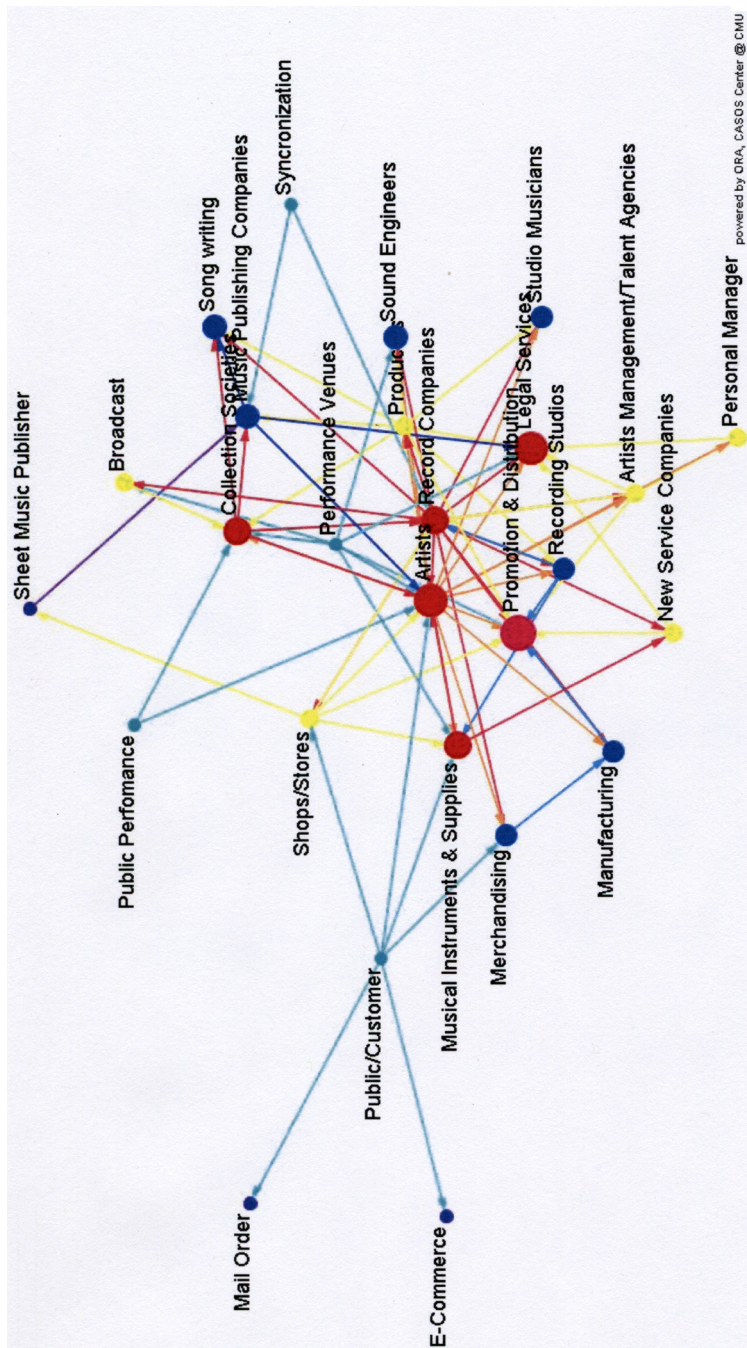 Sheet Music Publisher
Broadcast
Public Perfomance
Song writing
Collection Societies
Music Publishing Companies
Mail Order
Syncronization
Shops/Stores
Performance Venues
Public/Customer
Sound Engineers
Artists
Record Companies
E-Commerce
Musical Instruments & Supplies
Merchandising
Promotion & Distribution
Legal Services
Studio Musicians
Recording Studios
Manufacturing
Artists Management/Talent Agencies
New Service Companies
Personal Manager
powered by ORA, CASOS Center @ CMU